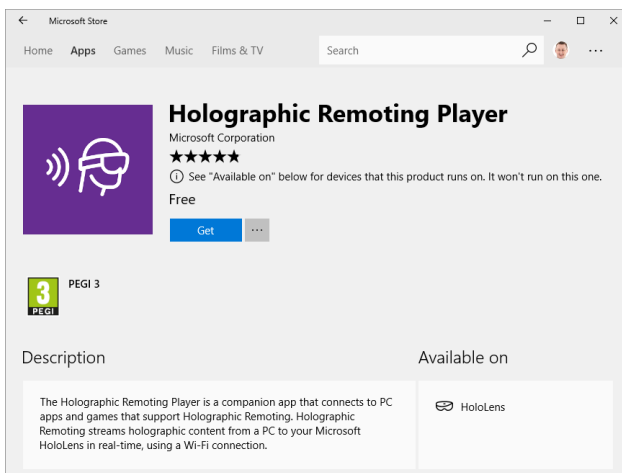 Microsoft Store
Home Apps Games Music Films & TV Search
Holographic Remoting Player
Microsoft Corporation
See "Available on" below for devices that this product runs on. It won't run on this one.
Free
Get ...
3
PEGI
PEGI 3
Description
The Holographic Remoting Player is a companion app that connects to PC
apps and games that support Holographic Remoting. Holographic
Remoting streams holographic content from a PC to your Microsoft
HoloLens in real-time, using a Wi-Fi connection.
Available on
HoloLens